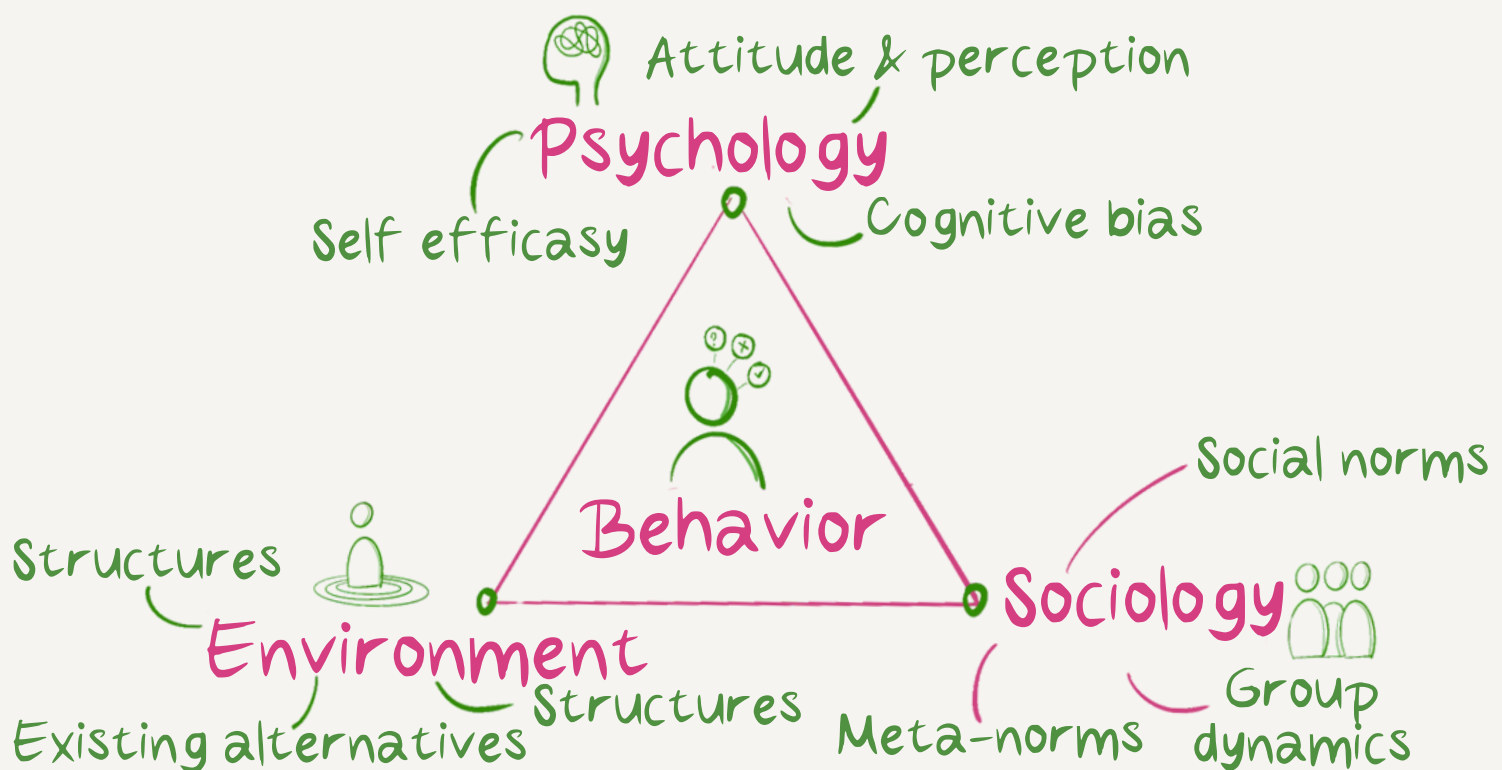 Attitude & perception
Psychology
Self efficasy
Cognitive bias
Behavior
Social norms
Structures
Sociology
Environment
Structures
Group
dynamics
Existing alternatives
Meta-norms